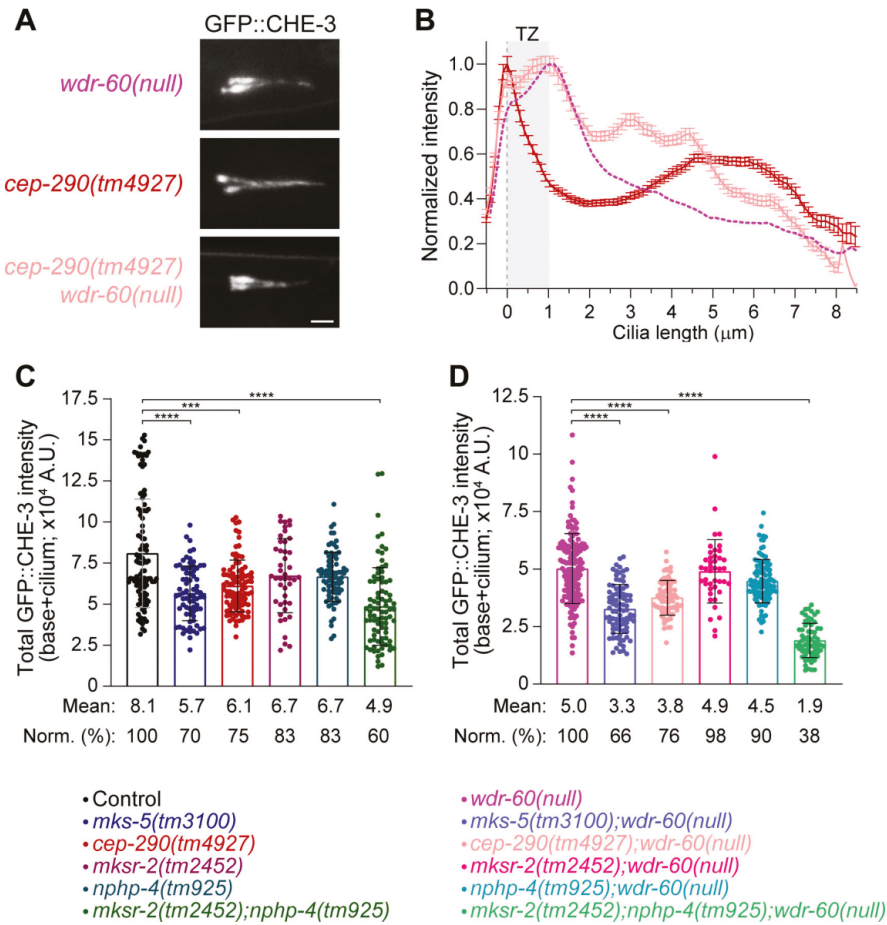 A
GFP::CHE-3
wdr-60(null)
cep-290(tm4927)
cep-290(tm4927)
wdr-60(null)
B
TZ
Normalized intensity
1.0
0.8
0.6
0.4
0.2
0.0
0 1 2 3 4 5 6 7 8
Cilia length (μm)
C
Total GFP::CHE-3 intensity
(base+cilium; x10⁴ A.U.)
17.5
15
12.5
10
7.5
5
2.5
0
****
***
****
Mean: 8.1 5.7 6.1 6.7 6.7 4.9
Norm. (%): 100 70 75 83 83 60
D
Total GFP::CHE-3 intensity
(base+cilium; x10⁴ A.U.)
12.5
10
7.5
5
2.5
0
****
****
****
Mean: 5.0 3.3 3.8 4.9 4.5 1.9
Norm. (%): 100 66 76 98 90 38
• Control
• mks-5(tm3100)
• cep-290(tm4927)
• mksr-2(tm2452)
• nphp-4(tm925)
• mksr-2(tm2452);nphp-4(tm925)
• wdr-60(null)
• mks-5(tm3100);wdr-60(null)
• cep-290(tm4927);wdr-60(null)
• mksr-2(tm2452);wdr-60(null)
• nphp-4(tm925);wdr-60(null)
• mksr-2(tm2452);nphp-4(tm925);wdr-60(null)